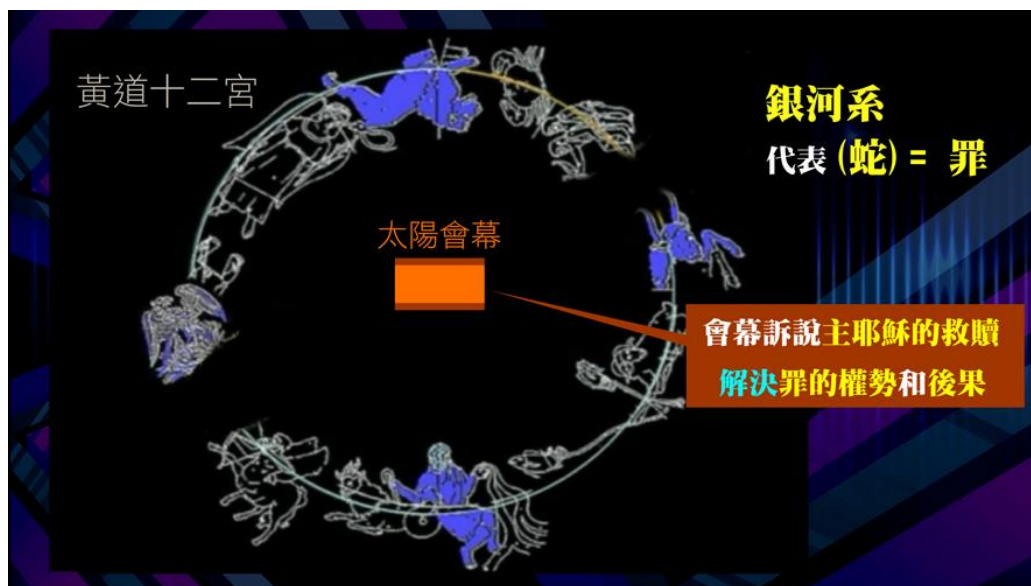 黃道十二宮
銀河系
代表 (蛇) = 罪
太陽會幕
會幕訴說主耶穌的救贖
解決罪的權勢和後果